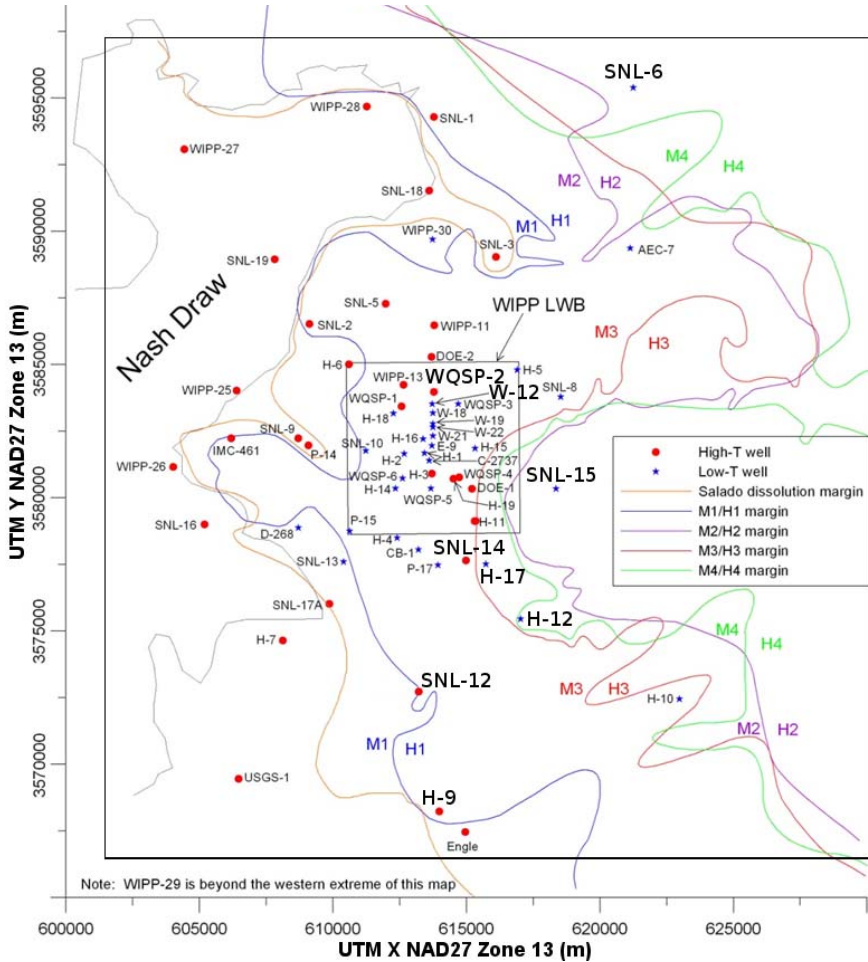 SNL-6
3595000
WIPP-28
SNL-1
WIPP-27
M4
H4
M2
H2
SNL-18
M1
H1
3590000
WIPP-30
SNL-3
AEC-7
SNL-19
Nash Draw
SNL-5
WIPP LWB
SNL-2
WIPP-11
M3
H3
DOE-2
3585000
H-6
H-5
WIPP-13
WQSP-2
W-12
SNL-8
WIPP-25
WQSP-1
WQSP-3
H-18
W-18
W-19
W-22
SNL-9
IMC-461
P-14
SNL-10
H-16
W-21
E-9
H-15
H-2
H-1
H-3
C-2737
WIPP-26
WQSP-6
WQSP-4
SNL-15
H-14
DOE-1
WQSP-5
H-19
3580000
SNL-16
D-268
P-15
H-11
H-4
SNL-14
CB-1
SNL-13
P-17
H-17
High-T well
Low-T well
Salado dissolution margin
M1/H1 margin
M2/H2 margin
M3/H3 margin
M4/H4 margin
SNL-17A
H-12
3575000
H-7
M4
H4
SNL-12
M3
H3
H-10
M1
H1
M2
H2
3570000
USGS-1
H-9
Engle
Note: WIPP-29 is beyond the western extreme of this map
UTM Y NAD27 Zone 13 (m)
600000 605000 610000 615000 620000 625000
UTM X NAD27 Zone 13 (m)